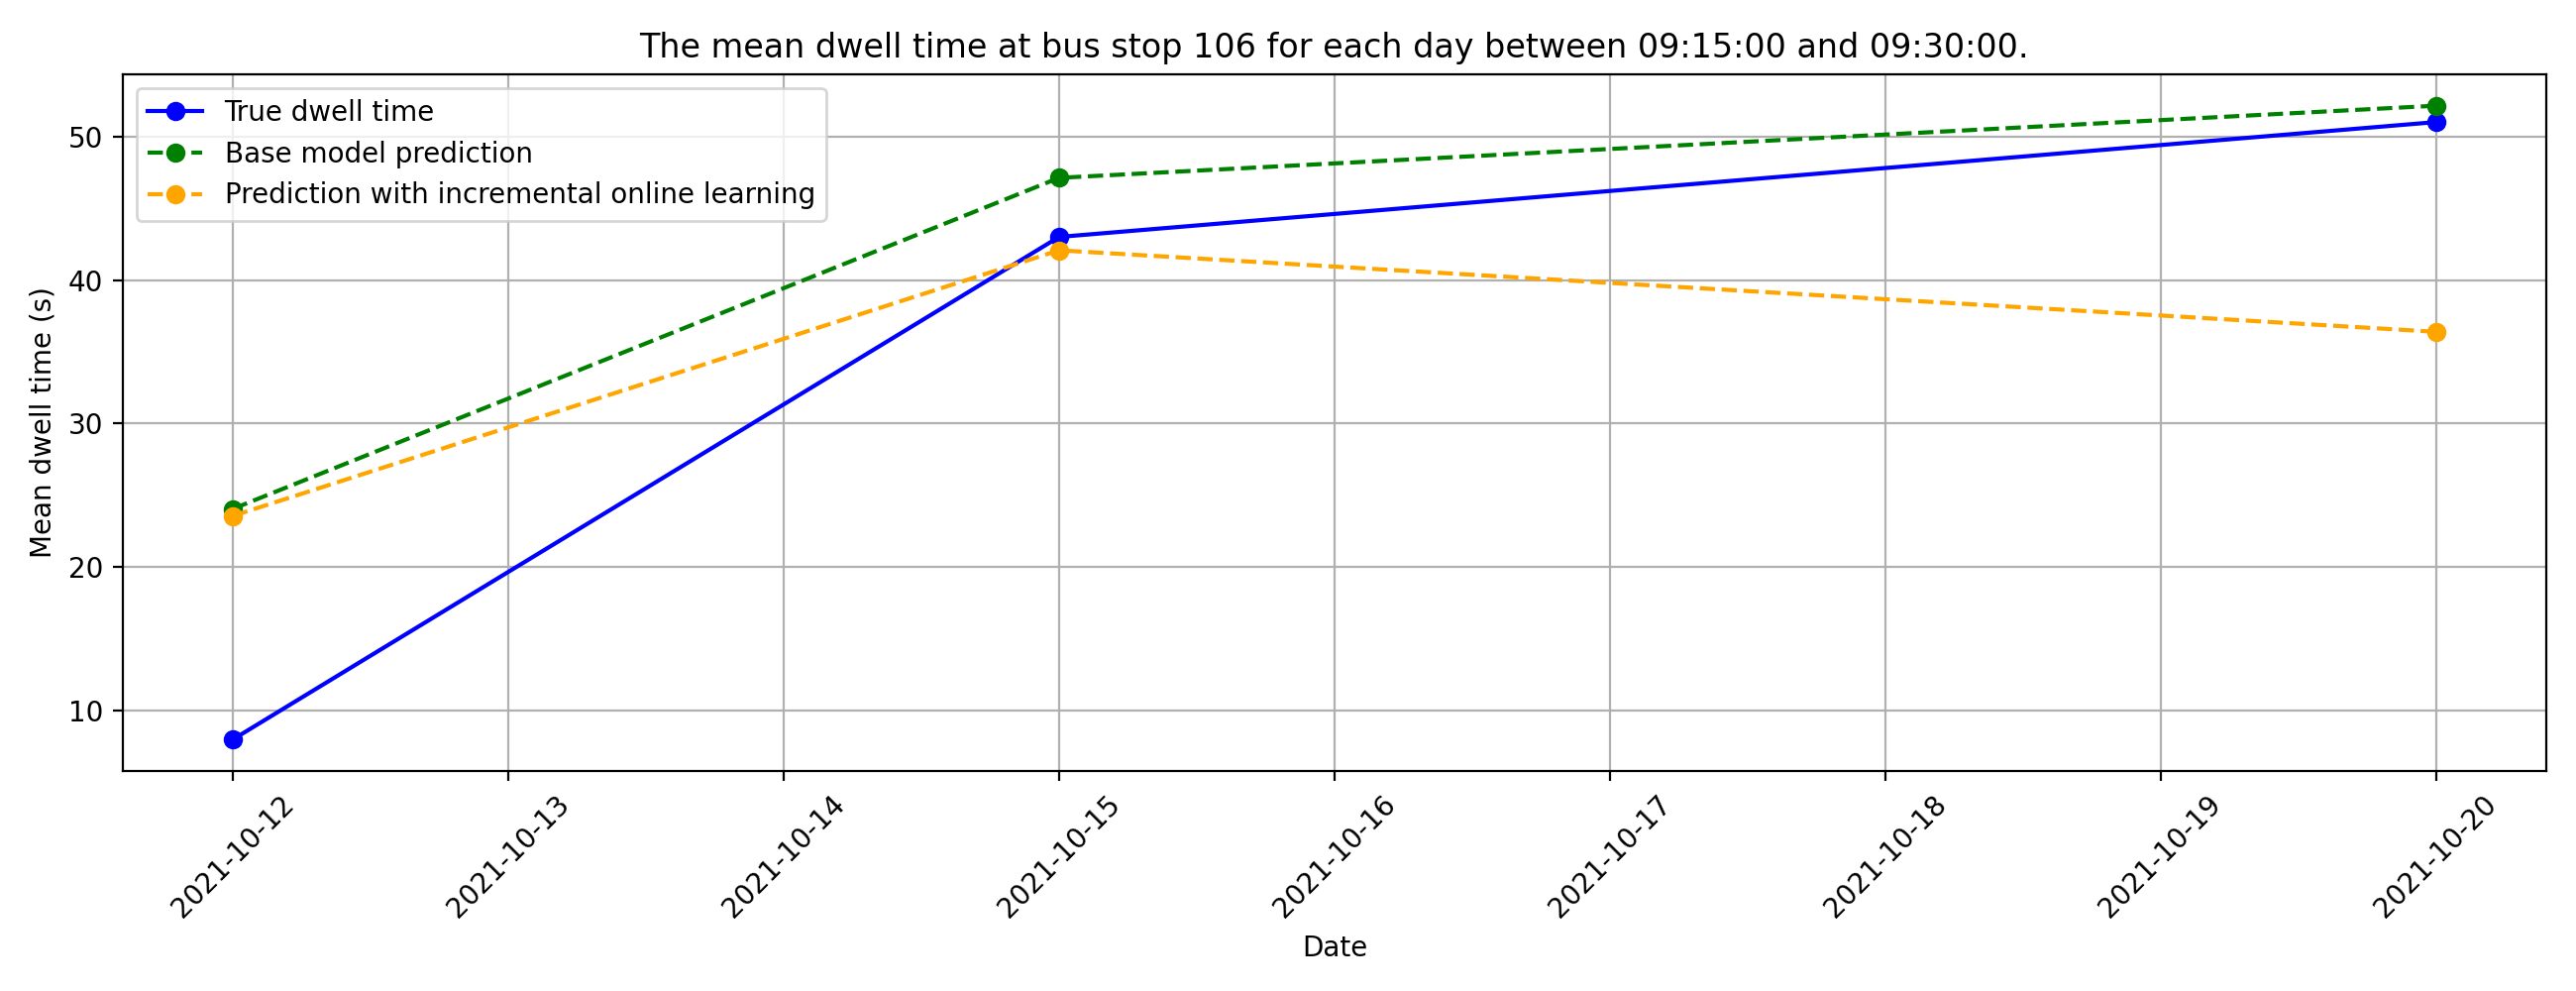 The mean dwell time at bus stop 106 for each day between 09:15:00 and 09:30:00.
True dwell time
Base model prediction
Prediction with incremental online learning
Mean dwell time (s)
50
40
30
20
10
2021-10-12
2021-10-13
2021-10-14
2021-10-15
2021-10-16
2021-10-17
2021-10-18
2021-10-19
2021-10-20
Date